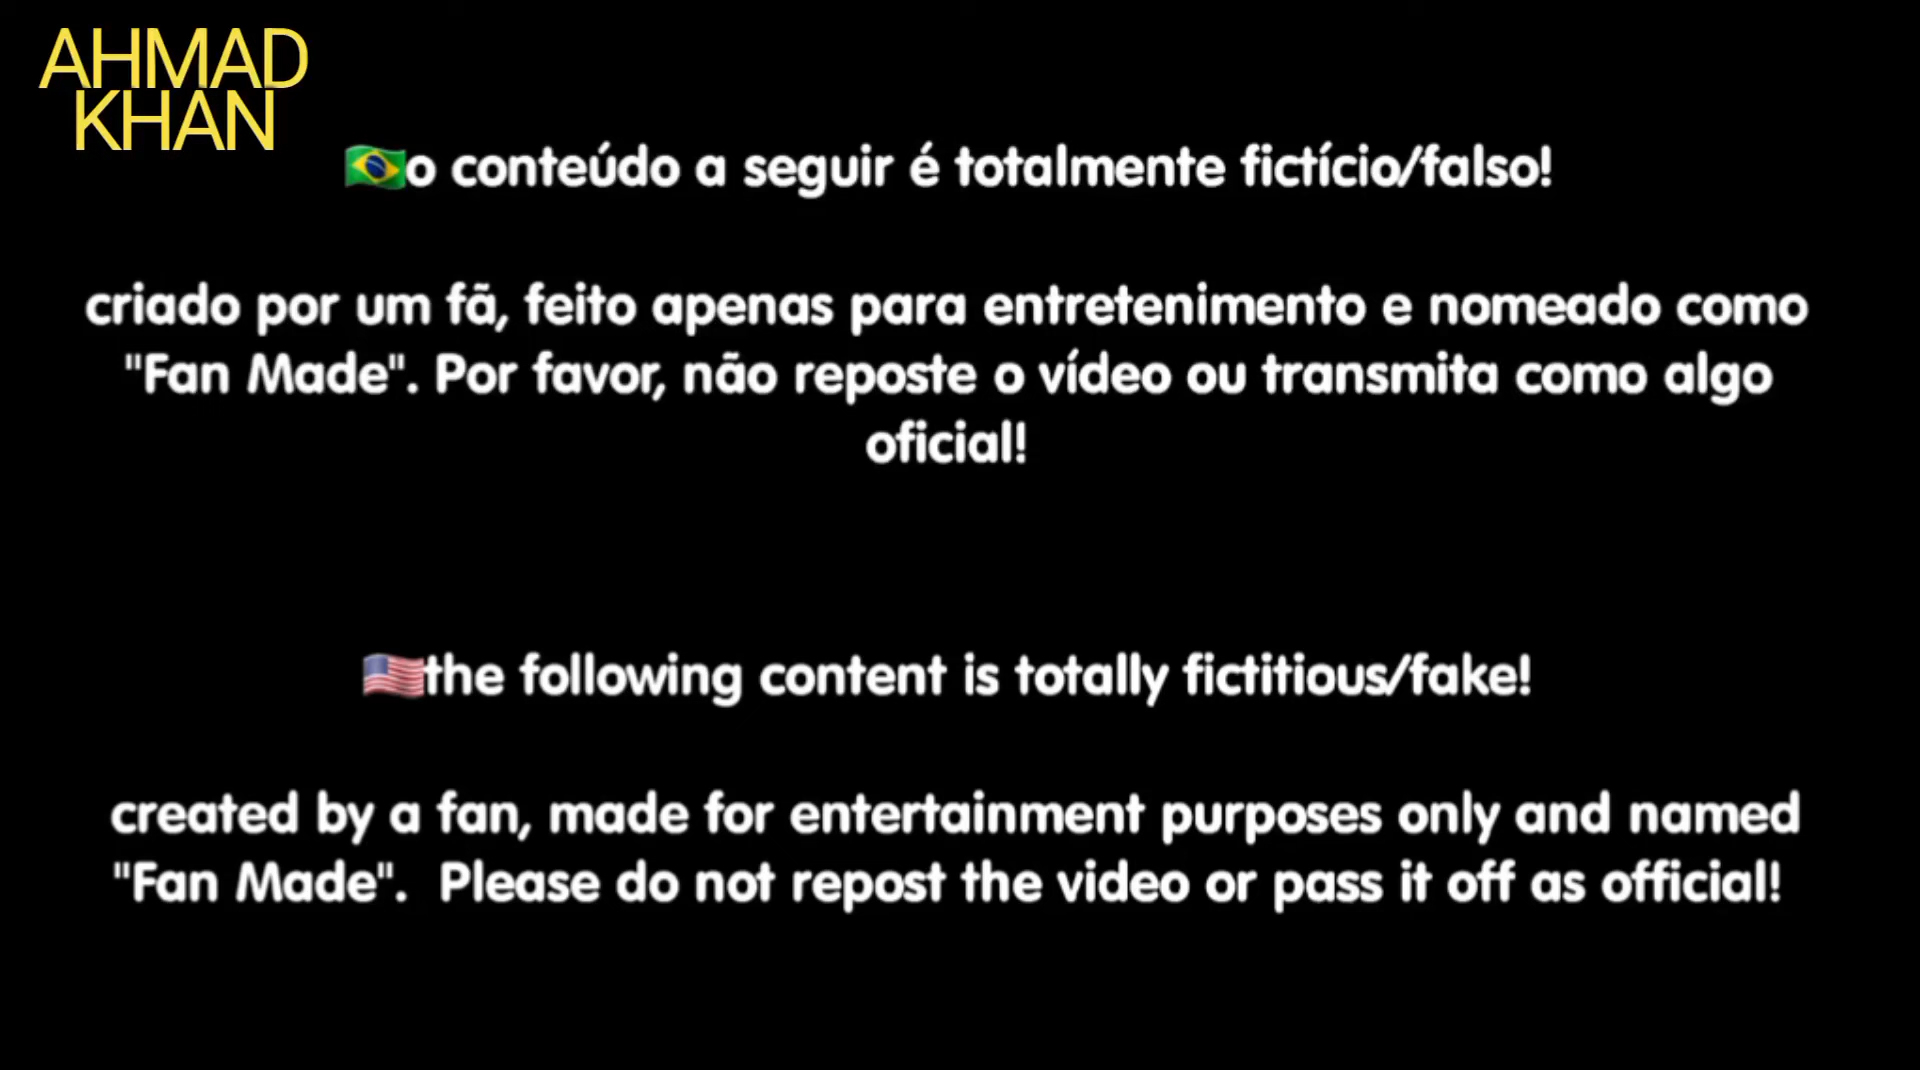 AHMAD
KHAN
🇧🇷o conteúdo a seguir é totalmente fictício/falso!
criado por um fã, feito apenas para entretenimento e nomeado como
"Fan Made". Por favor, não reposte o vídeo ou transmita como algo
oficial!
🇺🇸the following content is totally fictitious/fake!
created by a fan, made for entertainment purposes only and named
"Fan Made".  Please do not repost the video or pass it off as official!